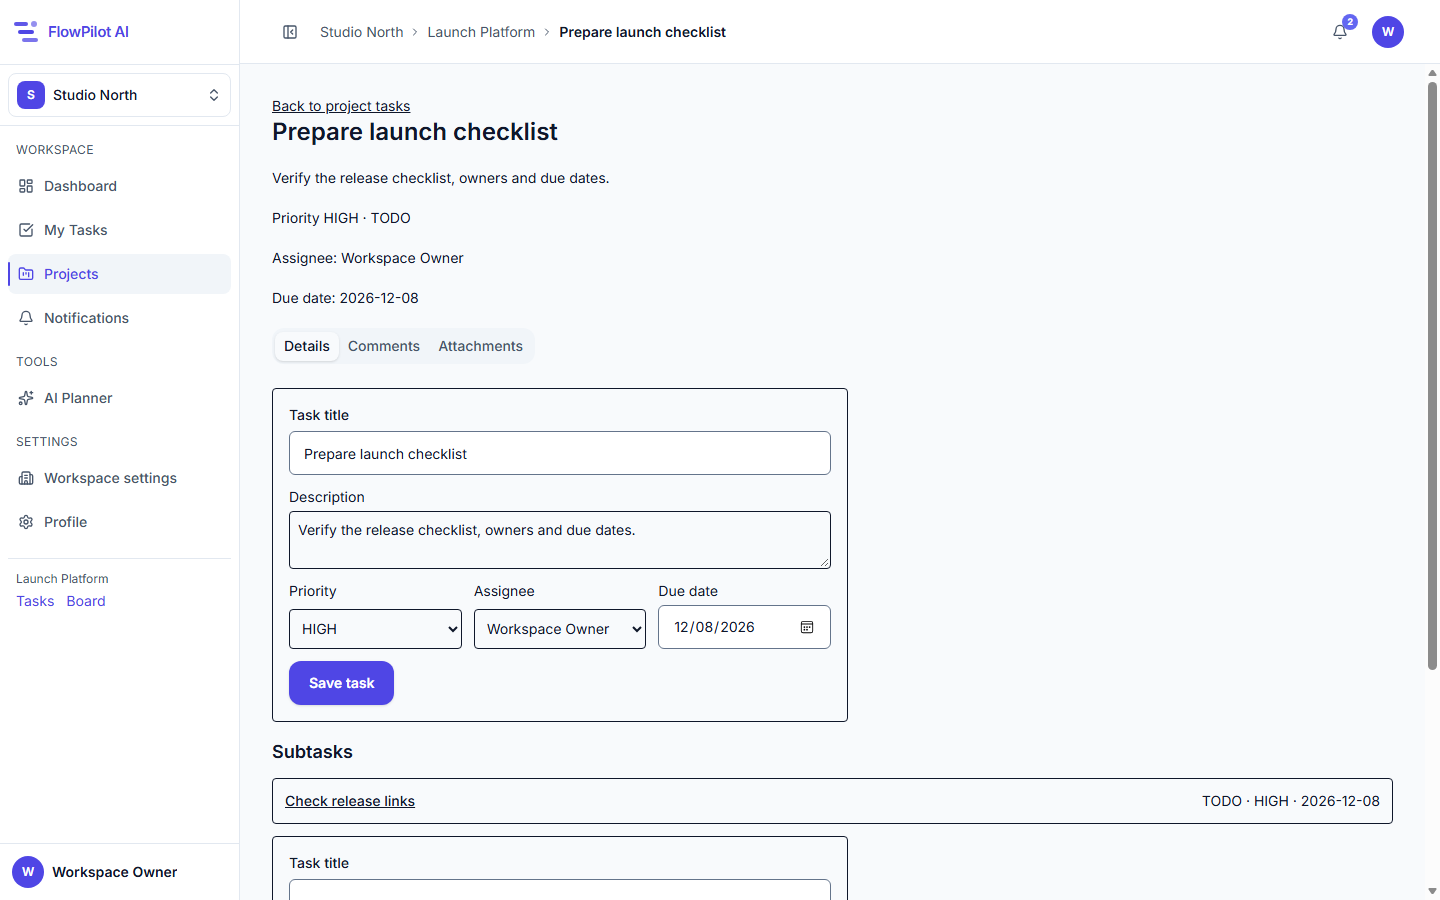 FlowPilot AI
Studio North › Launch Platform › Prepare launch checklist
2
W
S
Studio North
WORKSPACE
Dashboard
My Tasks
Projects
Notifications
TOOLS
AI Planner
SETTINGS
Workspace settings
Profile
Launch Platform
Tasks Board
W
Workspace Owner
Back to project tasks
Prepare launch checklist
Verify the release checklist, owners and due dates.
Priority HIGH · TODO
Assignee: Workspace Owner
Due date: 2026-12-08
Details Comments Attachments
Task title
Prepare launch checklist
Description
Verify the release checklist, owners and due dates.
Priority Assignee Due date
HIGH Workspace Owner 12/08/2026
Save task
Subtasks
Check release links TODO · HIGH · 2026-12-08
Task title